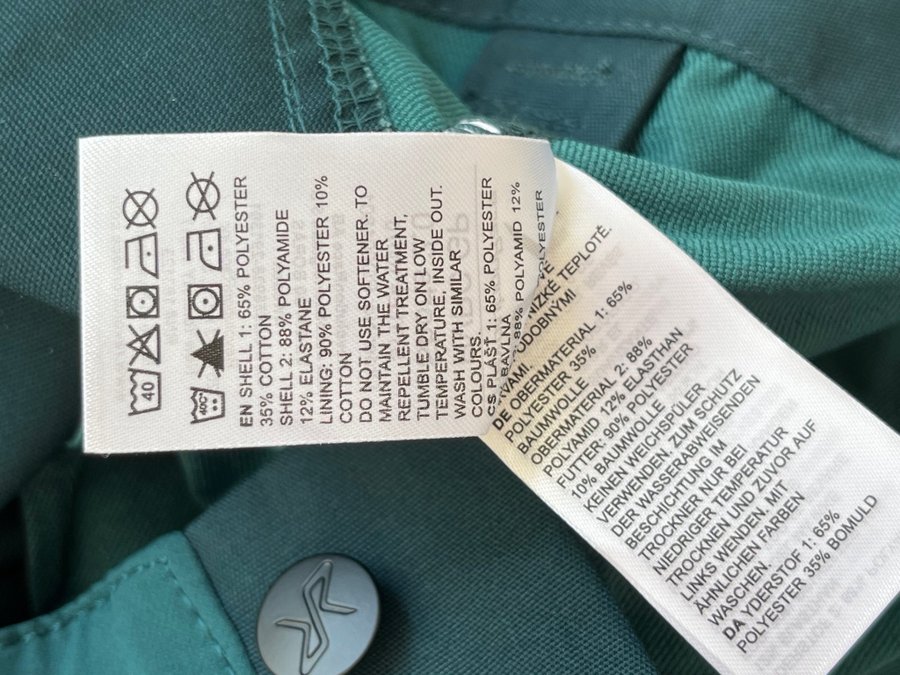 40
40C°
EN SHELL 1: 65% POLYESTER
35% COTTON
SHELL 2: 88% POLYAMIDE
12% ELASTANE
LINING: 90% POLYESTER 10%
COTTON
DO NOT USE SOFTENER. TO
MAINTAIN THE WATER
REPELLENT TREATMENT,
TUMBLE DRY ON LOW
TEMPERATURE, INSIDE OUT.
WASH WITH SIMILAR
COLOURS.
CS PLÁŠŤ 1: 65% POLYESTER
BAVLNA
88% POLYAMID 12%
POLYESTER
NÍZKÉ TEPLOTĚ.
DE OBERMATERIAL 1: 65%
POLYESTER 35%
BAUMWOLLE
OBERMATERIAL 2: 88%
POLYAMID 12% ELASTHAN
FUTTER: 90% POLYESTER
10% BAUMWOLLE
KEINEN WEICHSPÜLER
VERWENDEN. ZUM SCHUTZ
DER WASSERABWEISENDEN
BESCHICHTUNG IM
TROCKNER NUR BEI
NIEDRIGER TEMPERATUR
TROCKNEN UND ZUVOR AUF
LINKS WENDEN. MIT
ÄHNLICHEN FARBEN
WASCHEN.
DA YDERSTOF 1: 65%
POLYESTER 35% BOMULD